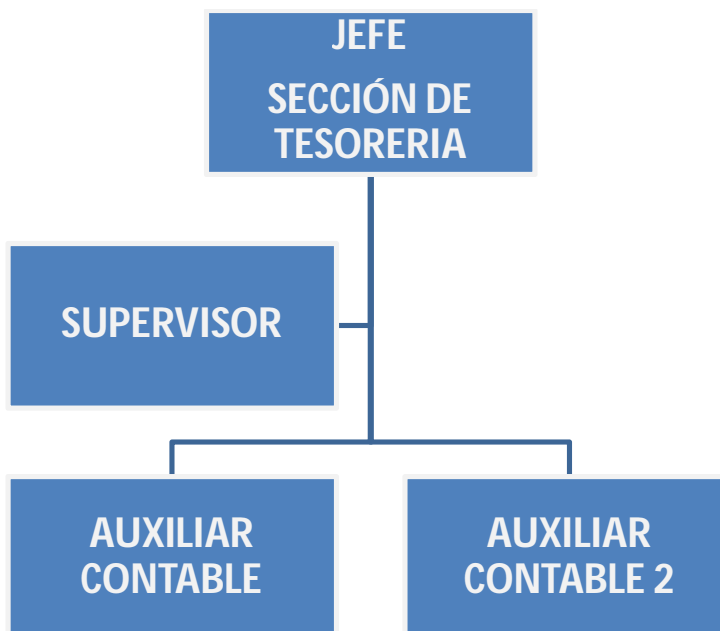 JEFE
SECCIÓN DE
TESORERIA
SUPERVISOR
AUXILIAR
CONTABLE
AUXILIAR
CONTABLE 2